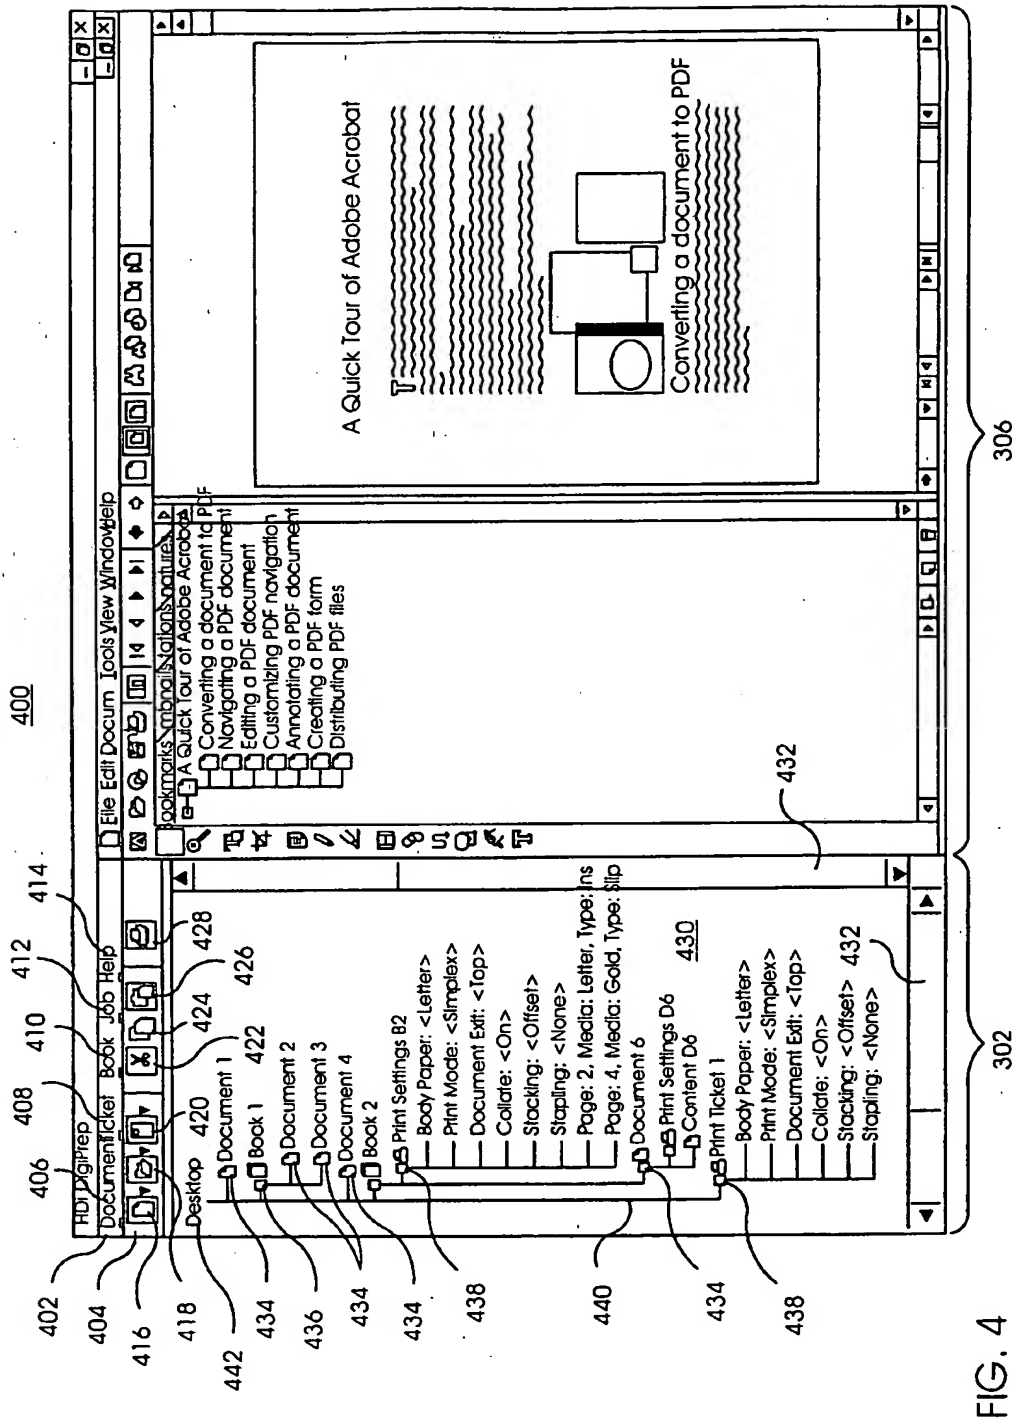 400
HDi DigiPrep
Document Ticket Book Job Help
File Edit Docum Tools View Window Help
Desktop
Document 1
Book 1
Document 2
Document 3
Document 4
Book 2
Print Settings B2
Body Paper: <Letter>
Print Mode: <Simplex>
Document Exit: <Top>
Collate: <On>
Stacking: <Offset>
Stapling: <None>
Page: 2, Media: Letter, Type: Ins
Page: 4, Media: Gold, Type: Slip
Document 6
Print Settings D6
Content D6
Print Ticket 1
Body Paper: <Letter>
Print Mode: <Simplex>
Document Exit: <Top>
Collate: <On>
Stacking: <Offset>
Stapling: <None>
A Quick Tour of Adobe Acrobat
Converting a document to PDF
Navigating a PDF document
Editing a PDF document
Customizing PDF navigation
Annotating a PDF document
Creating a PDF form
Distributing PDF files
A Quick Tour of Adobe Acrobat
T
Converting a document to PDF
402
404
406
408
410
412
414
416
418
420
422
424
426
428
430
432
432
442
434
436
434
434
438
440
434
438
302
306
FIG. 4